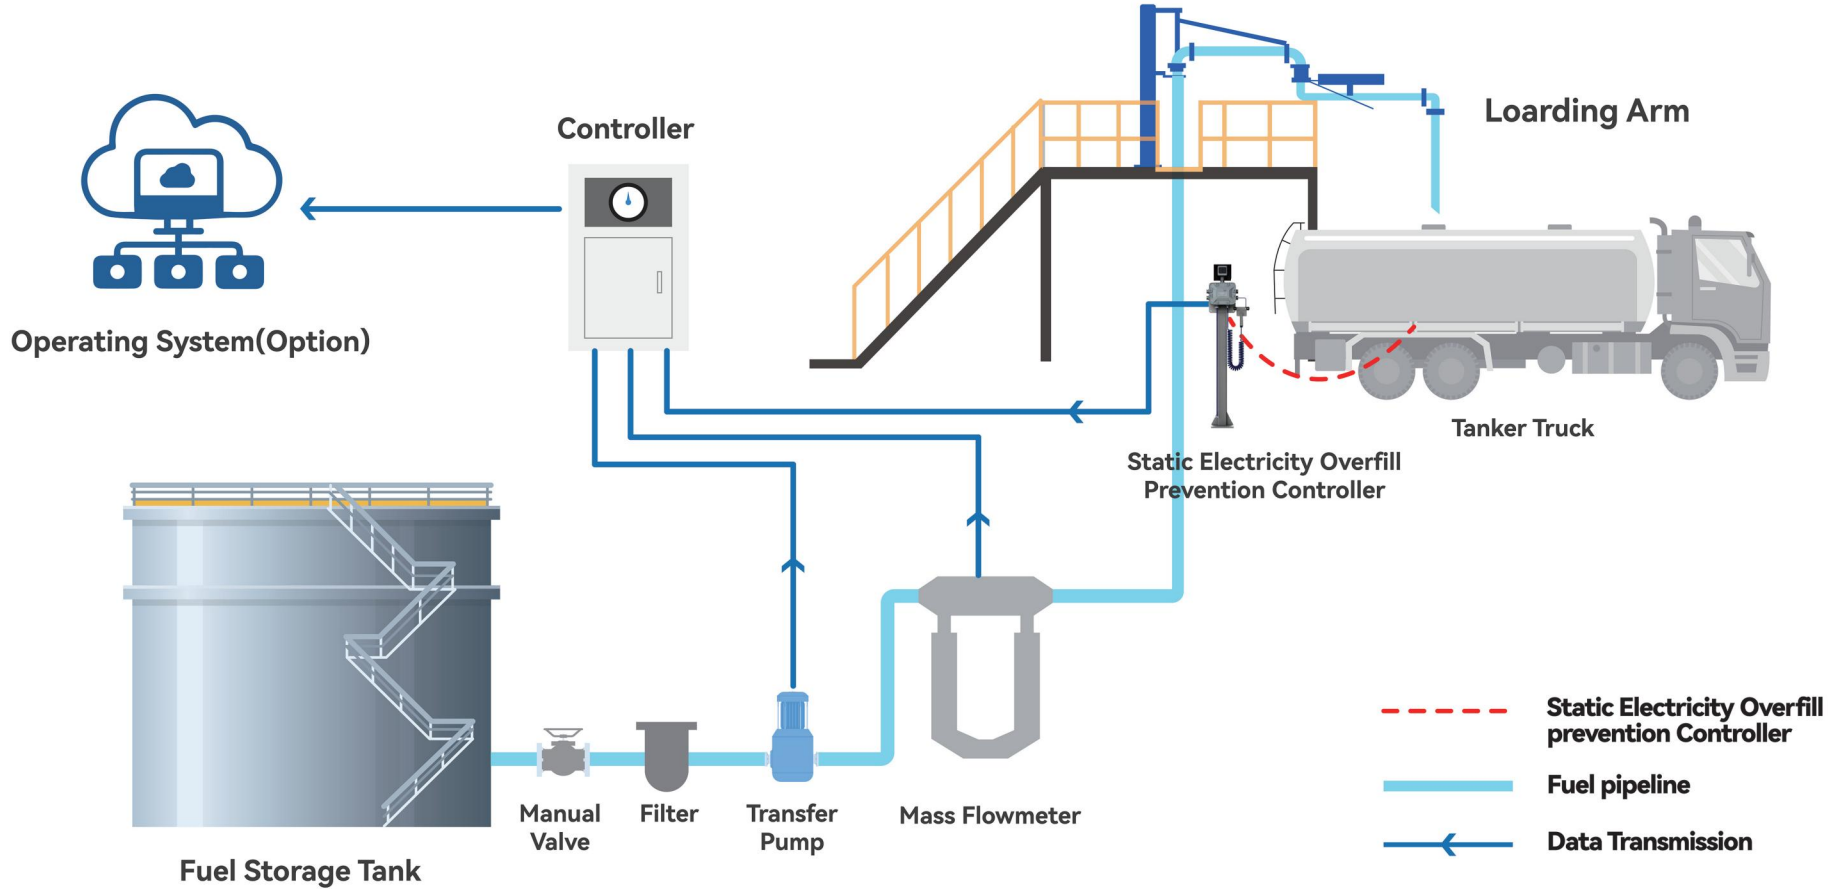 Controller
Loarding Arm
Operating System(Option)
Tanker Truck
Static Electricity Overfill
Prevention Controller
Manual
Valve
Filter
Transfer
Pump
Mass Flowmeter
Fuel Storage Tank
Static Electricity Overfill
prevention Controller
Fuel pipeline
Data Transmission